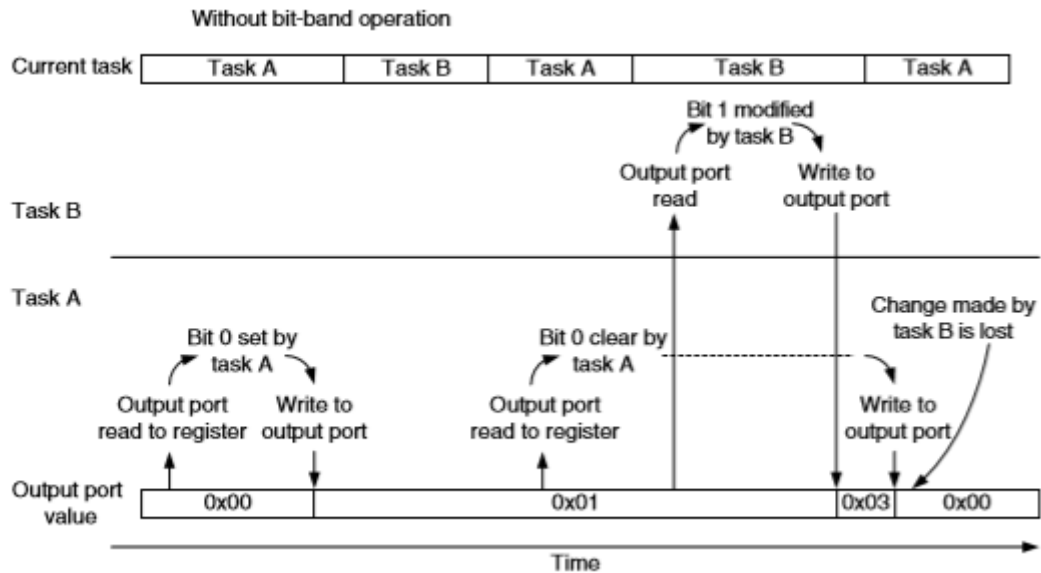 Without bit-band operation
Current task
Task A
Task B
Task A
Task B
Task A
Bit 1 modified
by task B
Output port
read
Write to
output port
Task B
Task A
Change made by
task B is lost
Bit 0 set by
task A
Bit 0 clear by
task A
Output port
read to register
Write to
output port
Output port
read to register
Write to
output port
Output port
value
0x00
0x01
0x03
0x00
Time